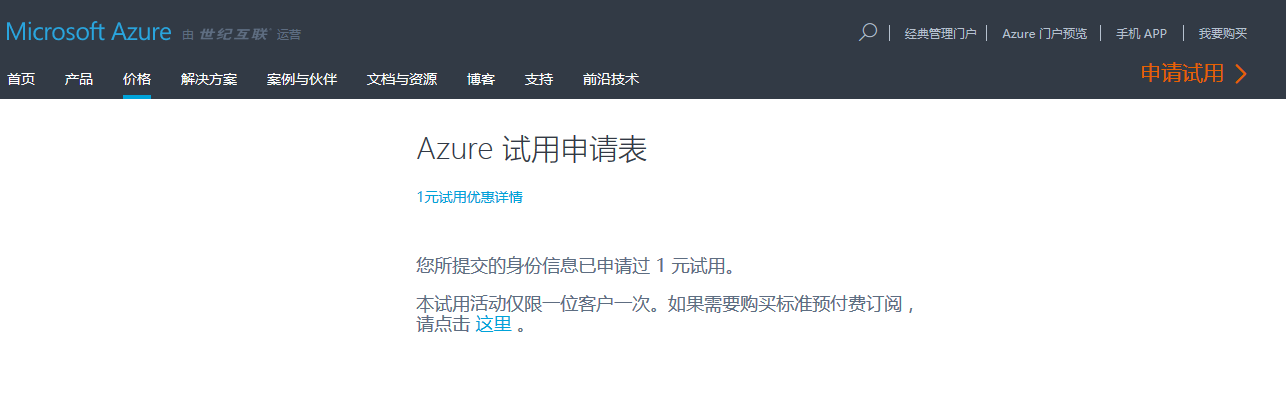 Microsoft Azure 由 世纪互联 运营
经典管理门户 | Azure 门户预览 | 手机 APP | 我要购买
首页 产品 价格 解决方案 案例与伙伴 文档与资源 博客 支持 前沿技术
申请试用
Azure 试用申请表
1元试用优惠详情
您所提交的身份信息已申请过 1 元试用。
本试用活动仅限一位客户一次。如果需要购买标准预付费订阅，
请点击 这里 。